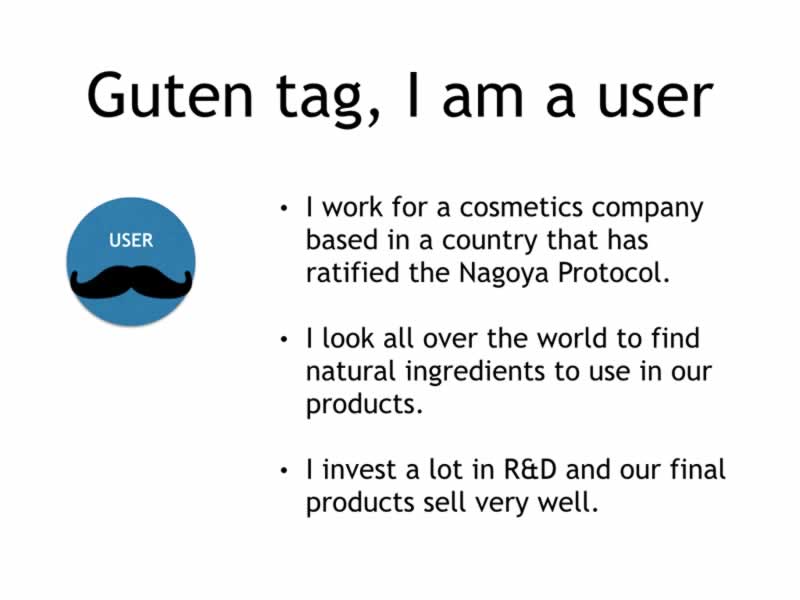 Guten tag, I am a user
USER
• I work for a cosmetics company
based in a country that has
ratified the Nagoya Protocol.
• I look all over the world to find
natural ingredients to use in our
products.
• I invest a lot in R&D and our final
products sell very well.